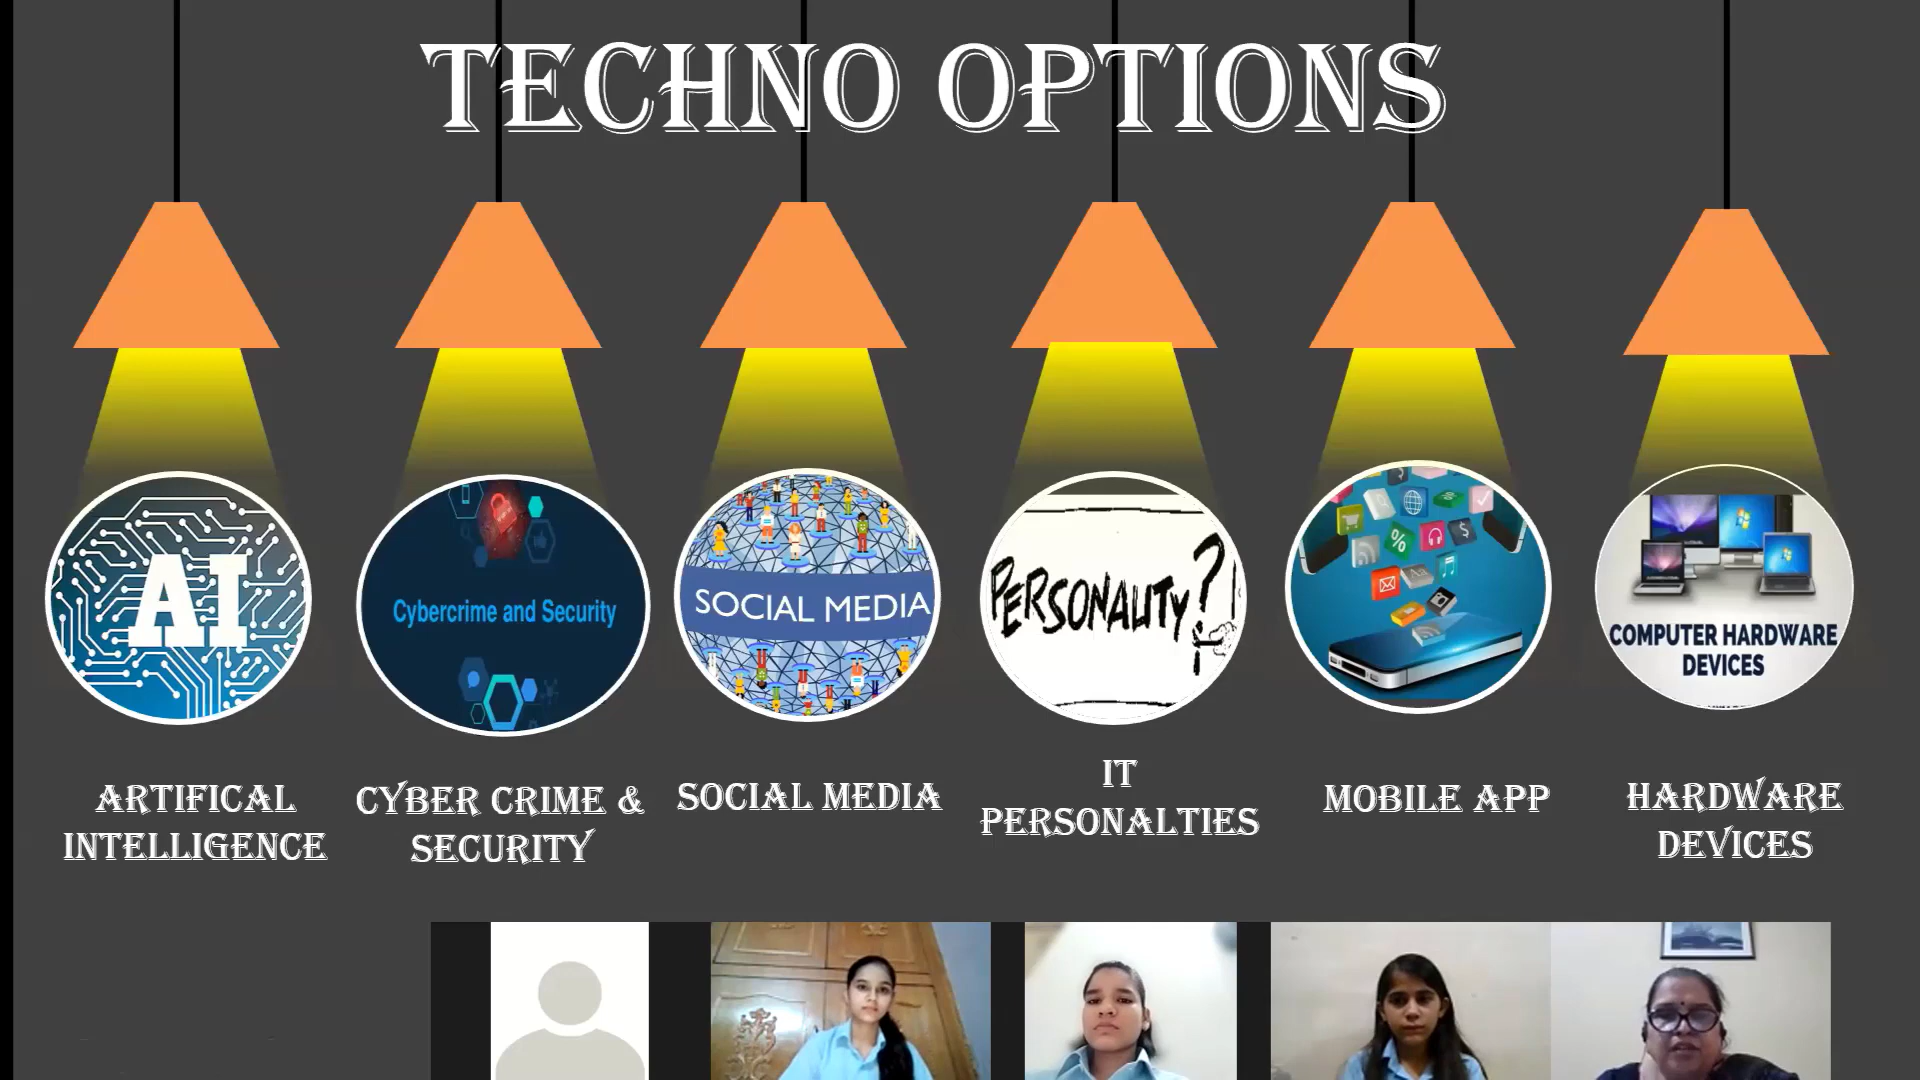 TECHNO OPTIONS
AI
Cybercrime and Security
SOCIAL MEDIA
PERSONALITY?!
%
$
Aa
COMPUTER HARDWARE
DEVICES
ARTIFICAL
INTELLIGENCE
CYBER CRIME &
SECURITY
SOCIAL MEDIA
IT
PERSONALTIES
MOBILE APP
HARDWARE
DEVICES